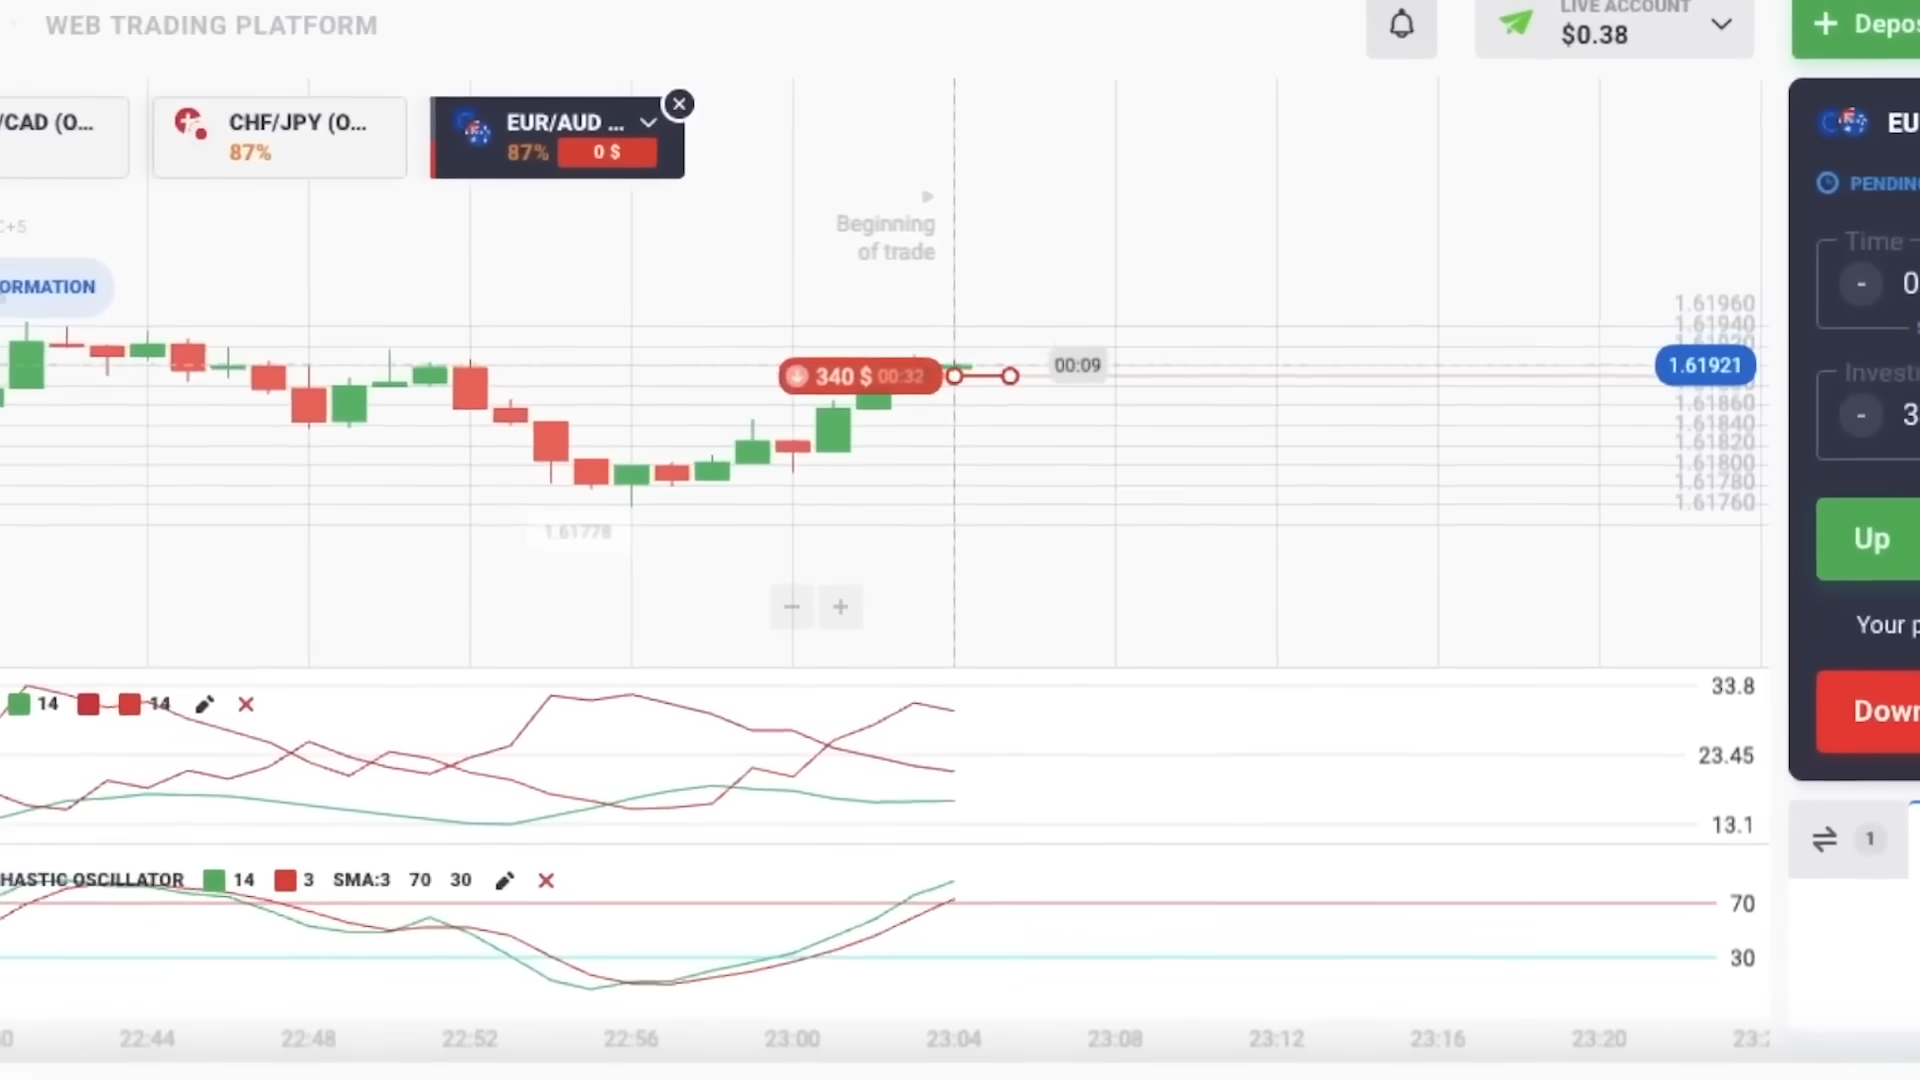 WEB TRADING PLATFORM
LIVE ACCOUNT
$0.38
+ Depos
/CAD (O...
CHF/JPY (O...
87%
EUR/AUD ...
87% 0 $
EU
PENDING
C+5
Beginning
of trade
ORMATION
Time
- 0
1.61960
1.61940
1.61920
340 $ 00:32
00:09
1.61921
1.61860
1.61840
1.61820
1.61800
1.61780
1.61760
Invest
- 3
1.61778
Up
− +
Your p
Down
14 14
33.8
23.45
13.1
1
HASTIC OSCILLATOR 14 3 SMA:3 70 30
70
30
22:44 22:48 22:52 22:56 23:00 23:04 23:08 23:12 23:16 23:20 23:2